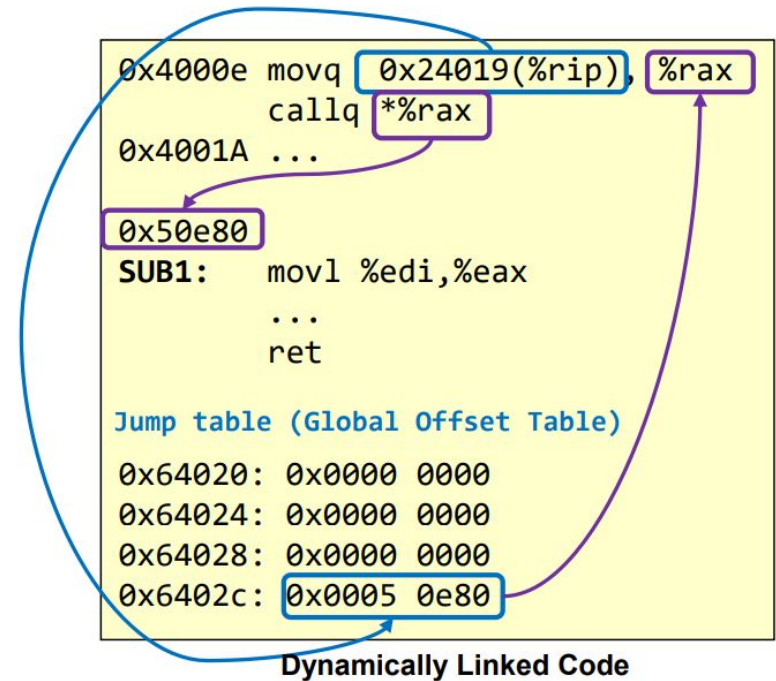 0x4000e movq 0x24019(%rip), %rax
callq *%rax
0x4001A ...
0x50e80
SUB1: movl %edi,%eax
...
ret
Jump table (Global Offset Table)
0x64020: 0x0000 0000
0x64024: 0x0000 0000
0x64028: 0x0000 0000
0x6402c: 0x0005 0e80
Dynamically Linked Code